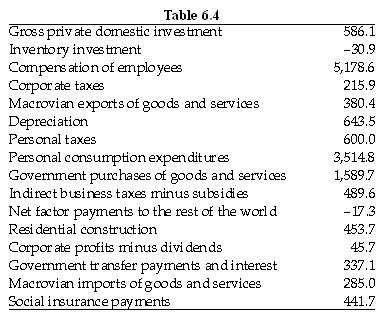 Table 6.4
Gross private domestic investment 586.1
Inventory investment –30.9
Compensation of employees 5,178.6
Corporate taxes 215.9
Macrovian exports of goods and services 380.4
Depreciation 643.5
Personal taxes 600.0
Personal consumption expenditures 3,514.8
Government purchases of goods and services 1,589.7
Indirect business taxes minus subsidies 489.6
Net factor payments to the rest of the world –17.3
Residential construction 453.7
Corporate profits minus dividends 45.7
Government transfer payments and interest 337.1
Macrovian imports of goods and services 285.0
Social insurance payments 441.7